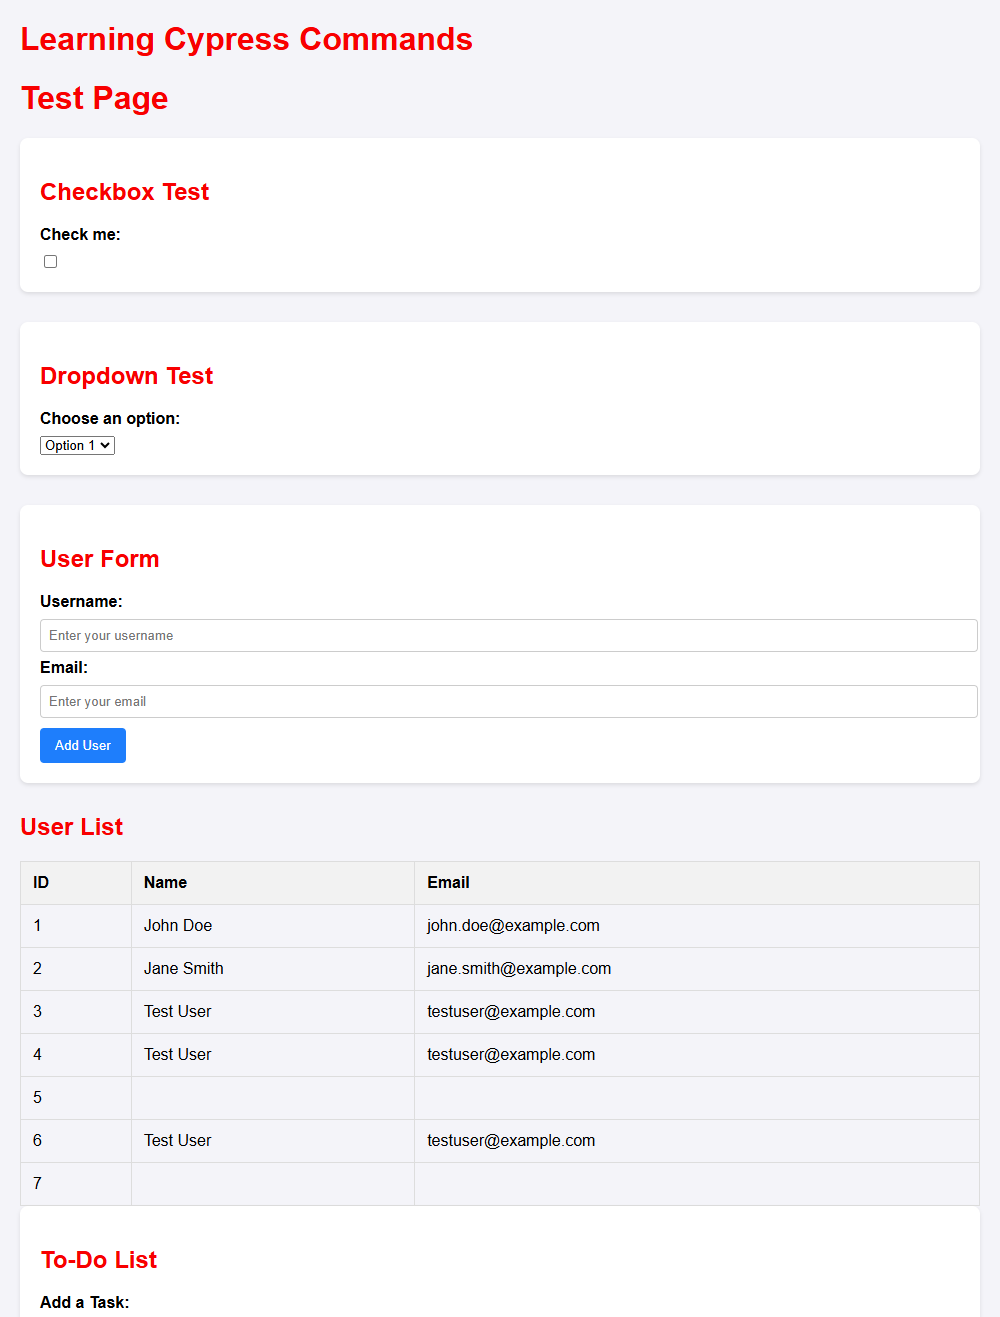 Learning Cypress Commands
Test Page
Checkbox Test
Check me:
Dropdown Test
Choose an option:
Option 1
User Form
Username:
Enter your username
Email:
Enter your email
Add User
User List
ID Name Email
1 John Doe john.doe@example.com
2 Jane Smith jane.smith@example.com
3 Test User testuser@example.com
4 Test User testuser@example.com
5
6 Test User testuser@example.com
7
To-Do List
Add a Task: